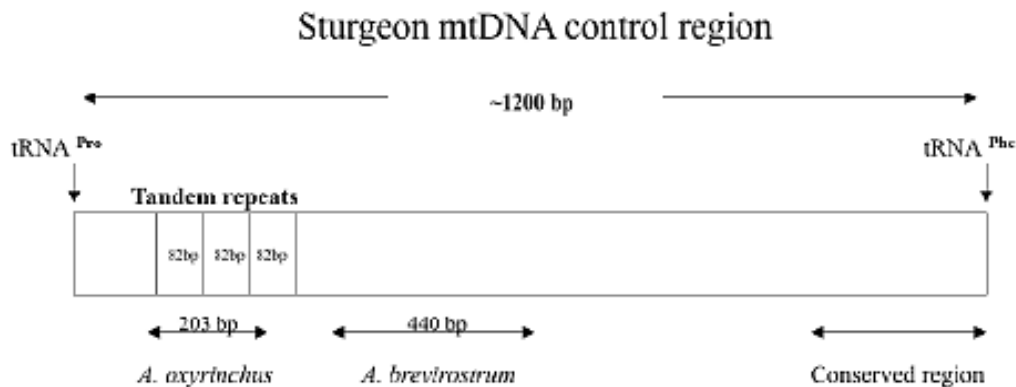 Sturgeon mtDNA control region
~1200 bp
tRNA Pro
tRNA Phe
Tandem repeats
82bp 82bp 82bp
203 bp 440 bp
A. oxyrinchus A. brevirostrum Conserved region